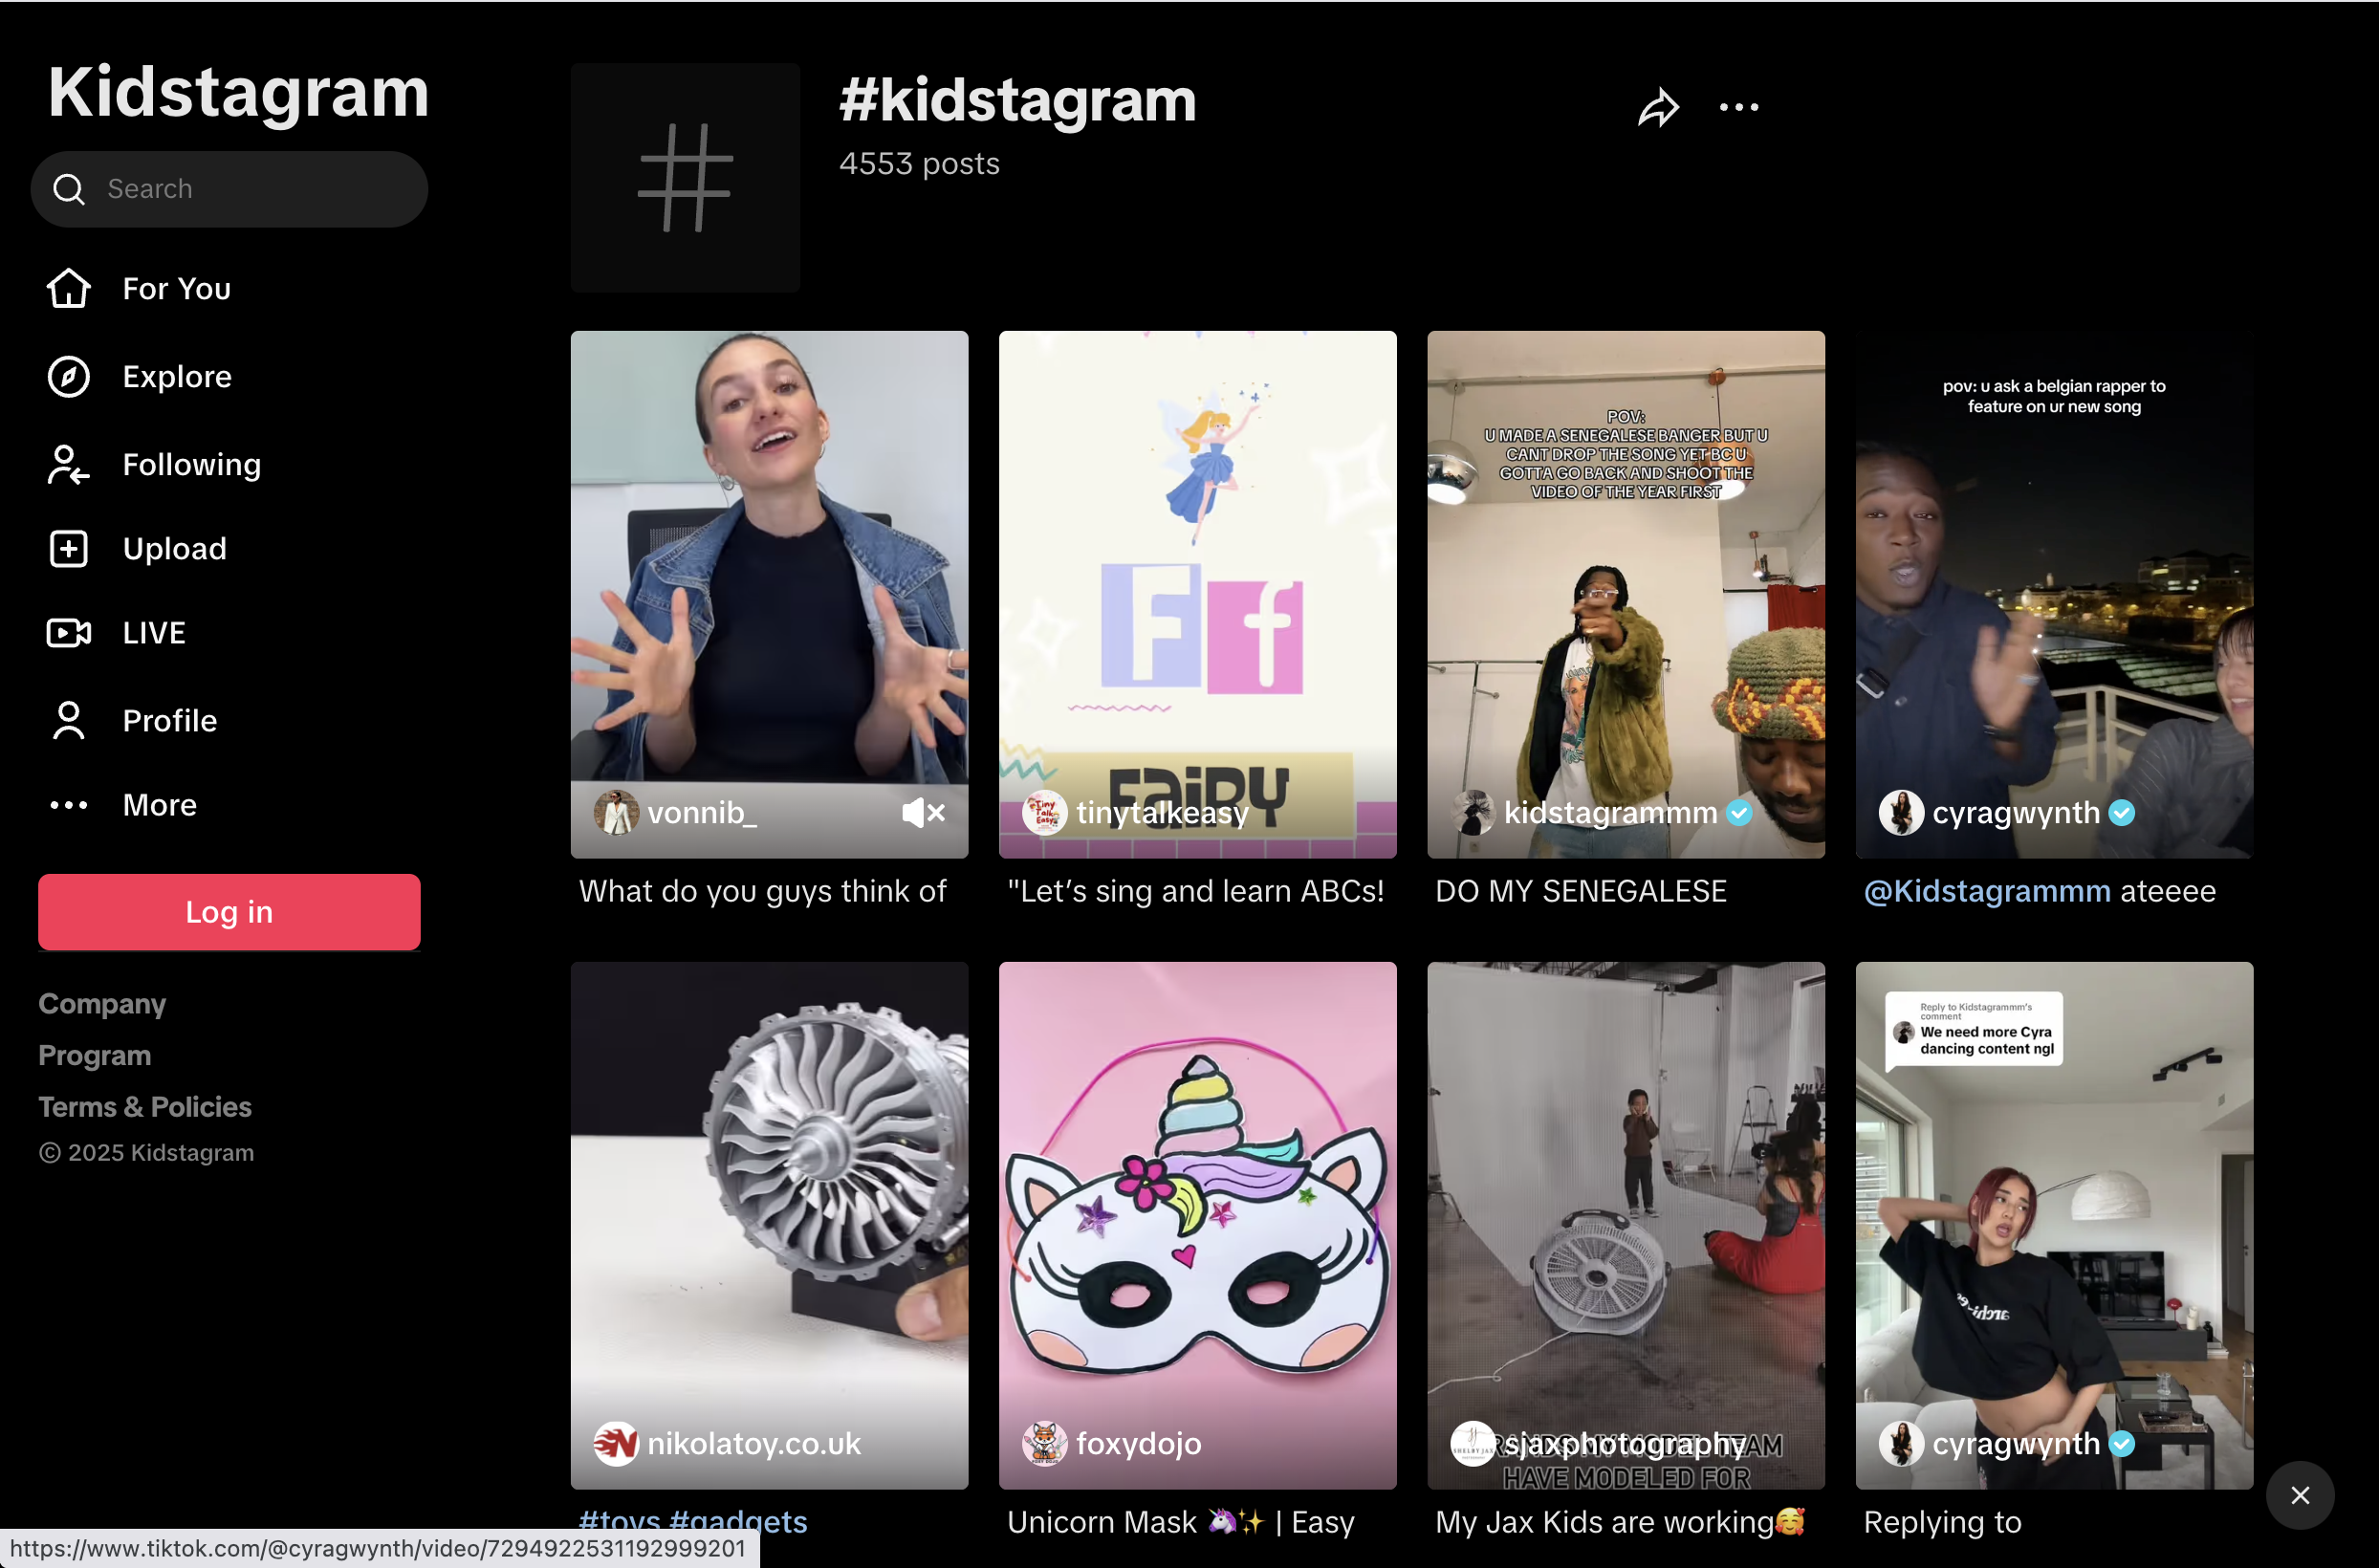 Kidstagram
Search
For You
Explore
Following
Upload
LIVE
Profile
More
Log in
Company
Program
Terms & Policies
© 2025 Kidstagram
#kidstagram
4553 posts
vonnib_
What do you guys think of
F f
FAIRY
Tiny
Talk
Easy
tinytalkeasy
"Let’s sing and learn ABCs!
POV:
U MADE A SENEGALESE BANGER BUT U
CANT DROP THE SONG YET BC U
GOTTA GO BACK AND SHOOT THE
VIDEO OF THE YEAR FIRST
kidstagrammm
DO MY SENEGALESE
pov: u ask a belgian rapper to
feature on ur new song
cyragwynth
@Kidstagrammm ateeee
N
nikolatoy.co.uk
#toys #gadgets
foxydojo
Unicorn Mask 🦄✨ | Easy
TEAM
HAVE MODELED FOR
sjaxphotography
My Jax Kids are working🥰
Reply to Kidstagrammm's
comment
We need more Cyra
dancing content ngl
cyragwynth
Replying to
https://www.tiktok.com/@cyragwynth/video/7294922531192999201